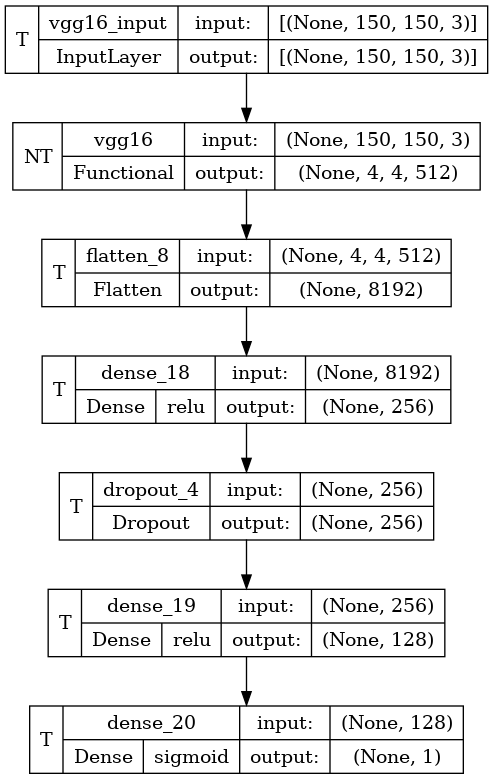 T vgg16_input input: [(None, 150, 150, 3)]
InputLayer output: [(None, 150, 150, 3)]
NT vgg16 input: (None, 150, 150, 3)
Functional output: (None, 4, 4, 512)
T flatten_8 input: (None, 4, 4, 512)
Flatten output: (None, 8192)
T dense_18 input: (None, 8192)
Dense relu output: (None, 256)
T dropout_4 input: (None, 256)
Dropout output: (None, 256)
T dense_19 input: (None, 256)
Dense relu output: (None, 128)
T dense_20 input: (None, 128)
Dense sigmoid output: (None, 1)